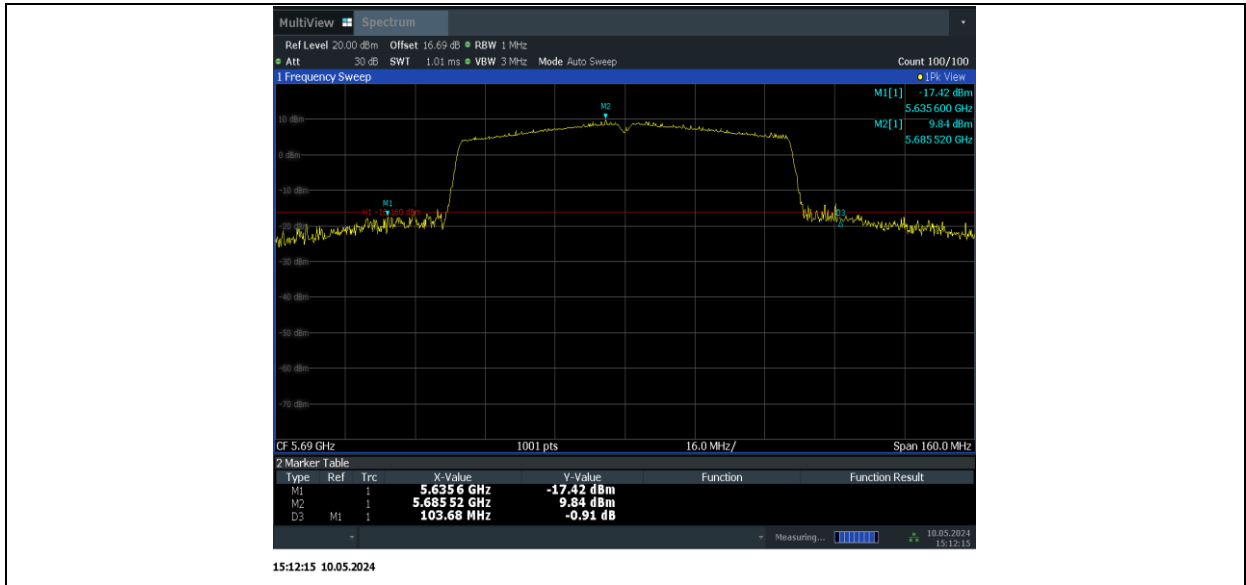 MultiView Spectrum
Ref Level 20.00 dBm Offset 16.69 dB RBW 1 MHz
Att 30 dB SWT 1.01 ms VBW 3 MHz Mode Auto Sweep Count 100/100
1 Frequency Sweep 1Pk View
M1[1] -17.42 dBm
5.635 600 GHz
M2[1] 9.84 dBm
5.685 520 GHz
M2
10 dBm
0 dBm
-10 dBm
M1
D3
-20 dBm
-30 dBm
-40 dBm
-50 dBm
-60 dBm
-70 dBm
CF 5.69 GHz 1001 pts 16.0 MHz/ Span 160.0 MHz
2 Marker Table
Type Ref Trc X-Value Y-Value Function Function Result
M1 1 5.635 6 GHz -17.42 dBm
M2 1 5.685 52 GHz 9.84 dBm
D3 M1 1 103.68 MHz -0.91 dB
Measuring... 10.05.2024
15:12:15
15:12:15 10.05.2024